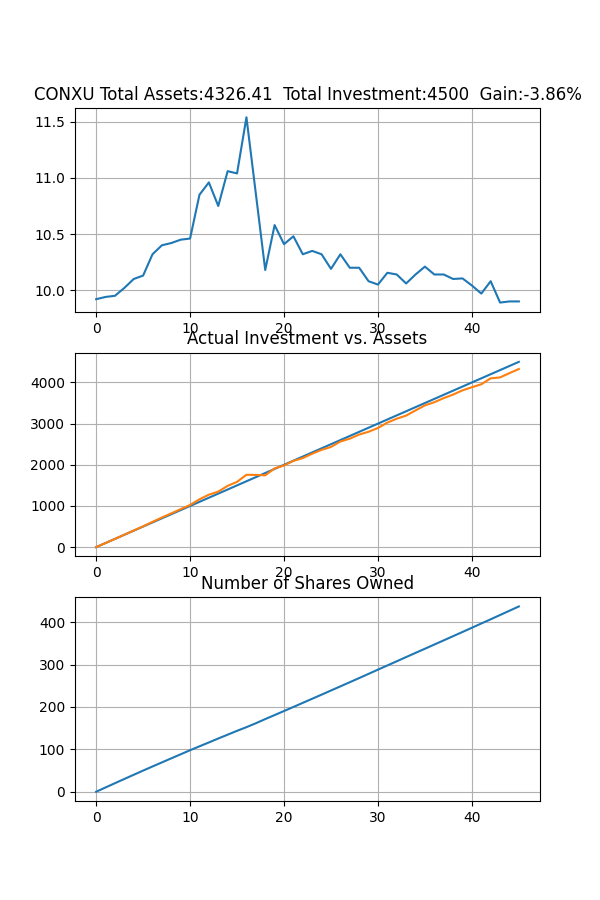 CONXU Total Assets:4326.41  Total Investment:4500  Gain:-3.86%
11.5
11.0
10.5
10.0
0 10 20 30 40
Actual Investment vs. Assets
4000
3000
2000
1000
0
0 10 20 30 40
Number of Shares Owned
400
300
200
100
0
0 10 20 30 40